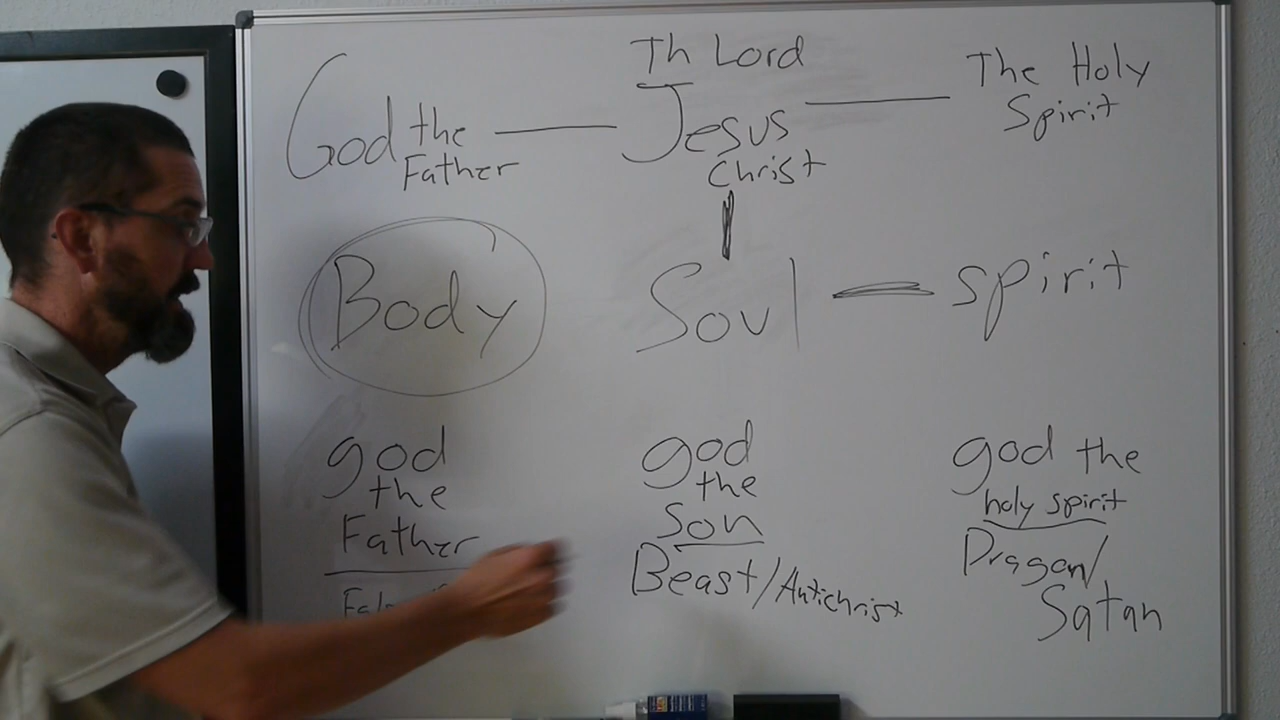 Th Lord
God the Father — Jesus Christ — The Holy Spirit
Body Soul — spirit
god the Father
god the Son
Beast/Antichrist
god the holy spirit
Dragon/
Satan